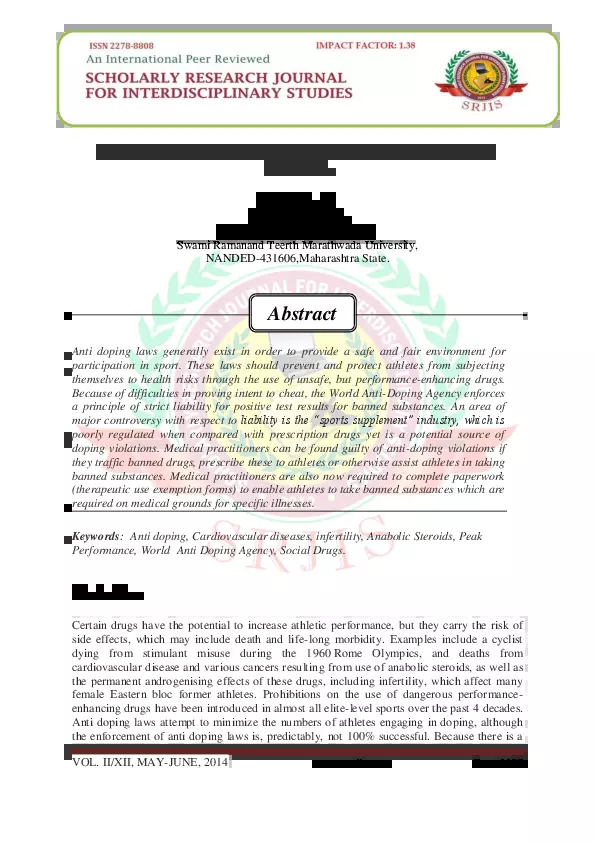 ISSN 2278-8808 IMPACT FACTOR: 1.38
An International Peer Reviewed
SCHOLARLY RESEARCH JOURNAL
FOR INTERDISCIPLINARY STUDIES
SRJIS
Swami Ramanand Teerth Marathwada University,
NANDED-431606,Maharashtra State.
Abstract
Anti doping laws generally exist in order to provide a safe and fair environment for
participation in sport. These laws should prevent and protect athletes from subjecting
themselves to health risks through the use of unsafe, but performance-enhancing drugs.
Because of difficulties in proving intent to cheat, the World Anti-Doping Agency enforces
a principle of strict liability for positive test results for banned substances. An area of
major controversy with respect to liability is the “sports supplement” industry, which is
poorly regulated when compared with prescription drugs yet is a potential source of
doping violations. Medical practitioners can be found guilty of anti-doping violations if
they traffic banned drugs, prescribe these to athletes or otherwise assist athletes in taking
banned substances. Medical practitioners are also now required to complete paperwork
(therapeutic use exemption forms) to enable athletes to take banned substances which are
required on medical grounds for specific illnesses.
Keywords: Anti doping, Cardiovascular diseases, infertility, Anabolic Steroids, Peak
Performance, World Anti Doping Agency, Social Drugs.
SRJIS
Certain drugs have the potential to increase athletic performance, but they carry the risk of
side effects, which may include death and life-long morbidity. Examples include a cyclist
dying from stimulant misuse during the 1960 Rome Olympics, and deaths from
cardiovascular disease and various cancers resulting from use of anabolic steroids, as well as
the permanent androgenising effects of these drugs, including infertility, which affect many
female Eastern bloc former athletes. Prohibitions on the use of dangerous performance-
enhancing drugs have been introduced in almost all elite-level sports over the past 4 decades.
Anti doping laws attempt to minimize the numbers of athletes engaging in doping, although
the enforcement of anti doping laws is, predictably, not 100% successful. Because there is a
VOL. II/XII, MAY-JUNE, 2014